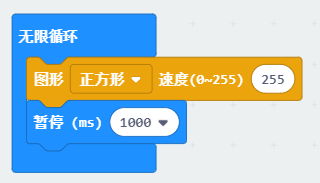 无限循环
图形 正方形 速度(0~255) 255
暂停 (ms) 1000